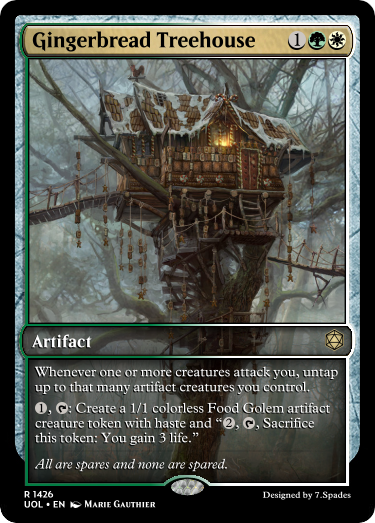 Gingerbread Treehouse 1
Artifact
Whenever one or more creatures attack you, untap
up to that many artifact creatures you control.
1, : Create a 1/1 colorless Food Golem artifact
creature token with haste and “2, , Sacrifice
this token: You gain 3 life.”
All are spares and none are spared.
R 1426
UOL • EN Marie Gauthier
Designed by 7.Spades